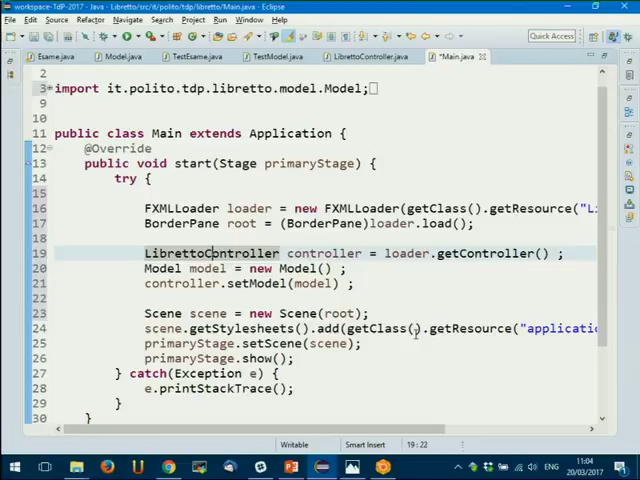 workspace-TdP-2017 - Java - Libretto/src/it/polito/tdp/libretto/Main.java - Eclipse
File Edit Source Refactor Navigate Search Project Run Window Help
Quick Access
Esame.java Model.java TestEsame.java TestModel.java LibrettoController.java *Main.java
2
3 import it.polito.tdp.libretto.model.Model;
10
11 public class Main extends Application {
12 @Override
13 public void start(Stage primaryStage) {
14 try {
15
16 FXMLLoader loader = new FXMLLoader(getClass().getResource("Li
17 BorderPane root = (BorderPane)loader.load();
18
19 LibrettoController controller = loader.getController() ;
20 Model model = new Model() ;
21 controller.setModel(model) ;
22
23 Scene scene = new Scene(root);
24 scene.getStylesheets().add(getClass().getResource("applicatio
25 primaryStage.setScene(scene);
26 primaryStage.show();
27 } catch(Exception e) {
28 e.printStackTrace();
29 }
30 }
Writable Smart Insert 19 : 22
ENG
11:04
20/03/2017